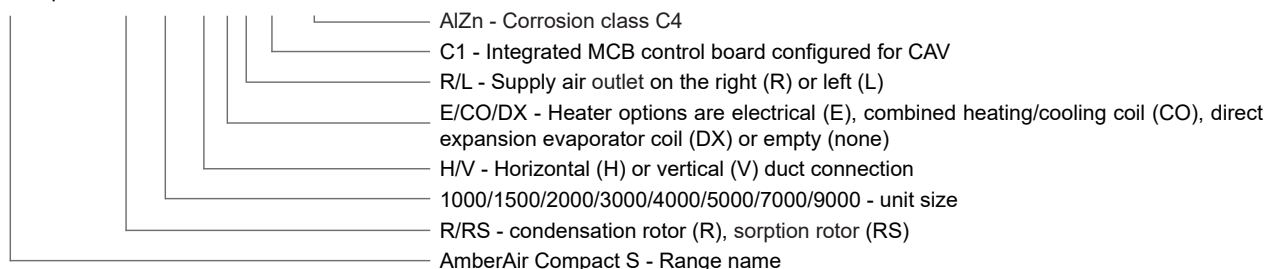 AlZn - Corrosion class C4
C1 - Integrated MCB control board configured for CAV
R/L - Supply air outlet on the right (R) or left (L)
E/CO/DX - Heater options are electrical (E), combined heating/cooling coil (CO), direct
expansion evaporator coil (DX) or empty (none)
H/V - Horizontal (H) or vertical (V) duct connection
1000/1500/2000/3000/4000/5000/7000/9000 - unit size
R/RS - condensation rotor (R), sorption rotor (RS)
AmberAir Compact S - Range name